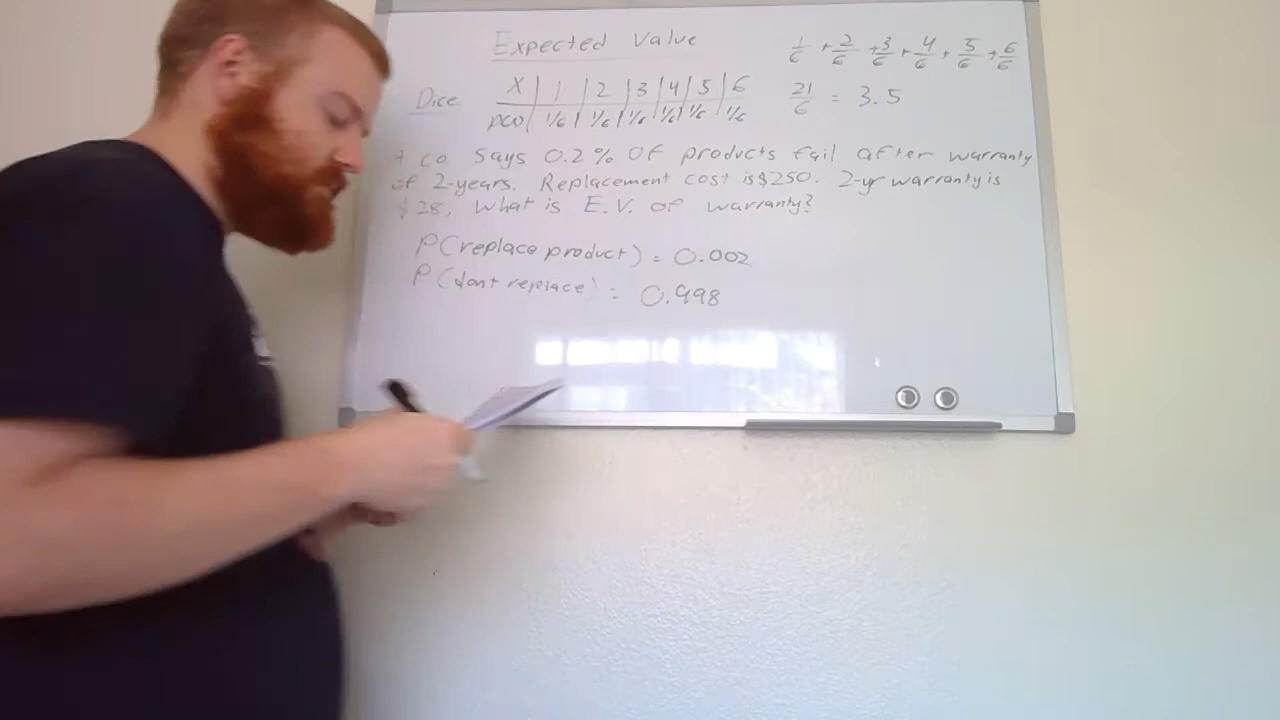 Expected Value
1/6 + 2/6 + 3/6 + 4/6 + 5/6 + 6/6
Dice X 1 2 3 4 5 6
21/6 = 3.5
p(x) 1/6 1/6 1/6 1/6 1/6 1/6
A co. says 0.2% of products fail after warranty
of 2-years. Replacement cost is $250. 2-yr warranty is
$28, What is E.V. of warranty?
P(replace product) = 0.002
P(dont replace) = 0.998